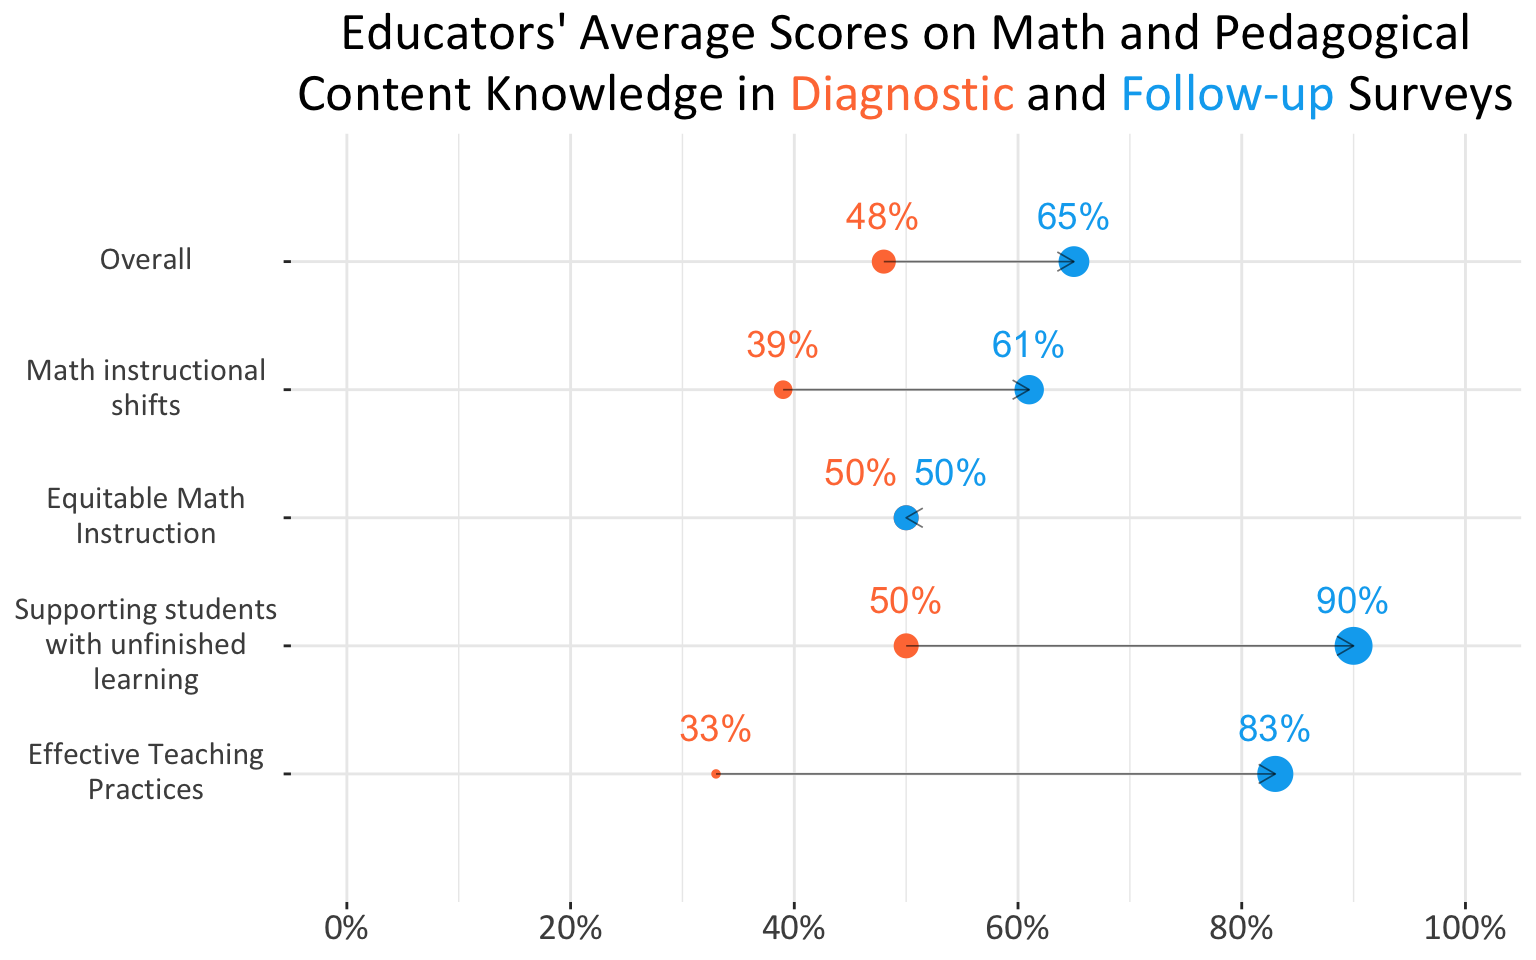 Educators' Average Scores on Math and Pedagogical
Content Knowledge in Diagnostic and Follow-up Surveys
48% 65%
Overall
39% 61%
Math instructional
shifts
50% 50%
Equitable Math
Instruction
50% 90%
Supporting students
with unfinished
learning
33% 83%
Effective Teaching
Practices
0% 20% 40% 60% 80% 100%